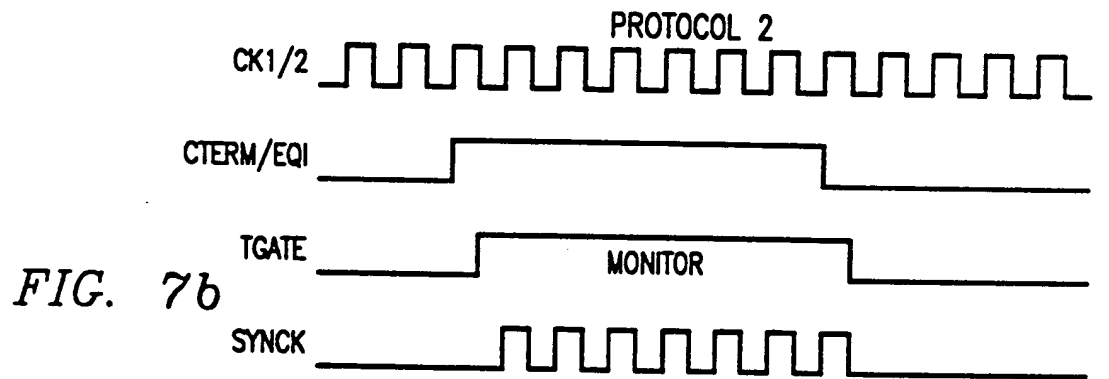 PROTOCOL 2
CK1/2
CTERM/EQI
TGATE
MONITOR
FIG. 7b
SYNCK